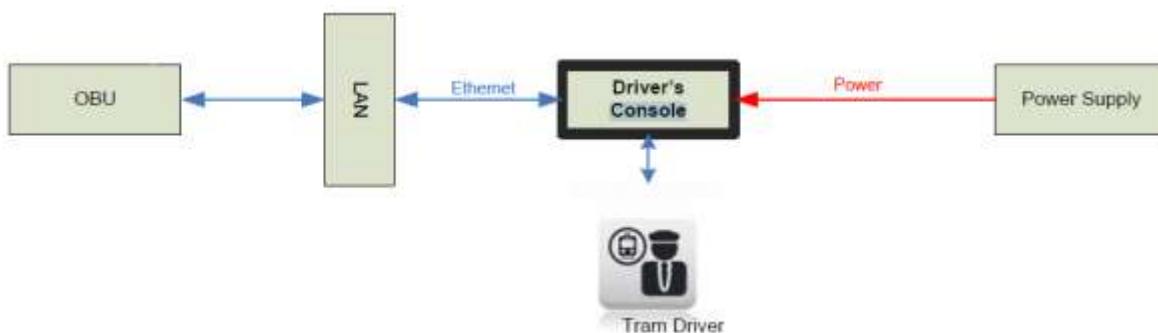 OBU
LAN
Ethernet
Driver's
Console
Power
Power Supply
Tram Driver